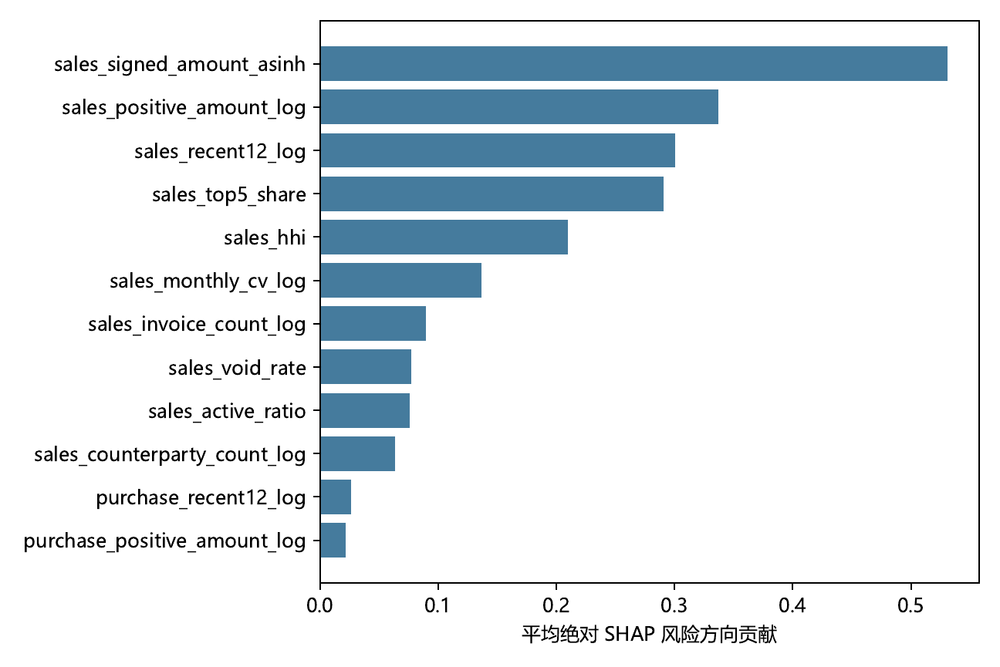 sales_signed_amount_asinh
sales_positive_amount_log
sales_recent12_log
sales_top5_share
sales_hhi
sales_monthly_cv_log
sales_invoice_count_log
sales_void_rate
sales_active_ratio
sales_counterparty_count_log
purchase_recent12_log
purchase_positive_amount_log
0.0 0.1 0.2 0.3 0.4 0.5
平均绝对 SHAP 风险方向贡献